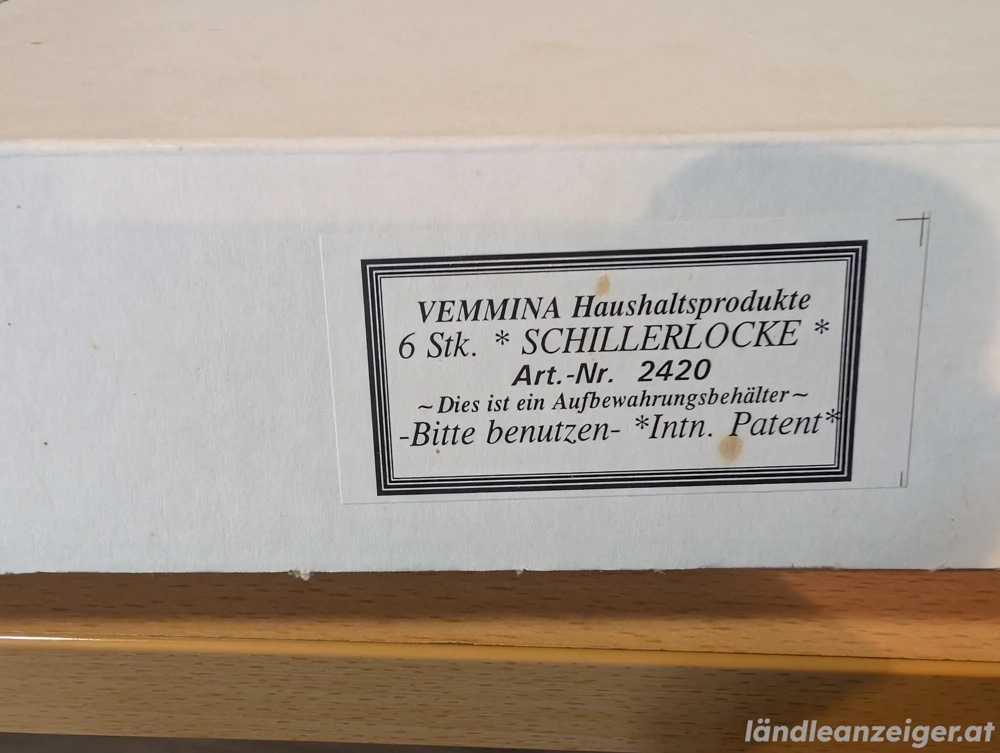 VEMMINA Haushaltsprodukte
6 Stk. * SCHILLERLOCKE *
Art.-Nr. 2420
~Dies ist ein Aufbewahrungsbehälter~
-Bitte benutzen- *Intn. Patent*
ländleanzeiger.at